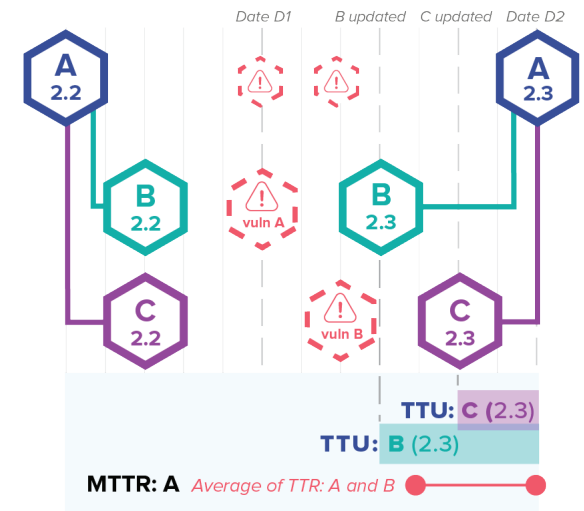 Date D1
B updated
C updated
Date D2
A
2.2
A
2.3
B
2.2
vuln A
B
2.3
C
2.2
vuln B
C
2.3
TTU: C (2.3)
TTU: B (2.3)
MTTR: A Average of TTR: A and B